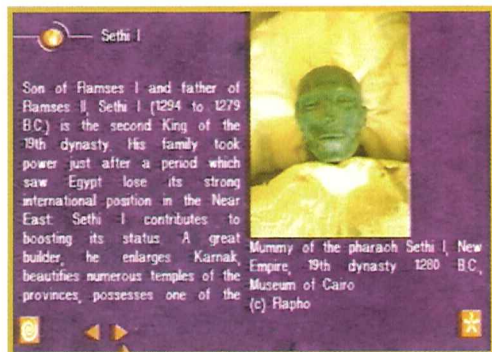 Sethi I
Son of Ramses I and father of
Ramses II, Sethi I (1294 to 1279
B.C.) is the second King of the
19th dynasty. His family took
power just after a period which
saw Egypt lose its strong
international position in the Near
East. Sethi I contributes to
boosting its status. A great
builder, he enlarges Karnak,
beautifies numerous temples of the
provinces, possesses one of the
Mummy of the pharaoh Sethi I, New
Empire, 19th dynasty 1280 B.C.,
Museum of Cairo
(c) Rapho